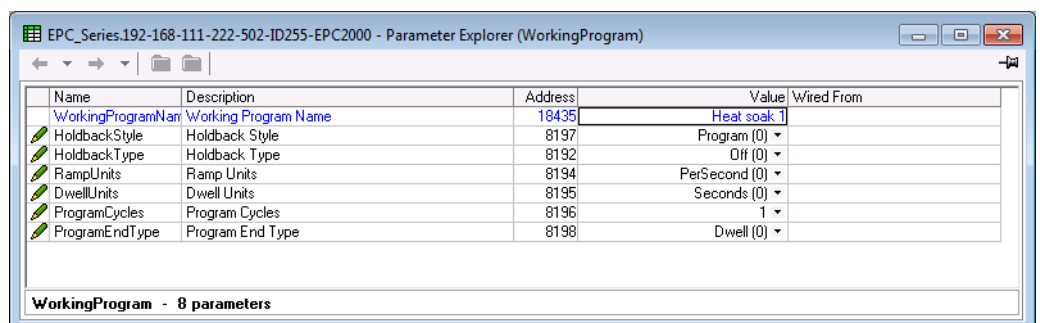 EPC_Series.192-168-111-222-502-ID255-EPC2000 - Parameter Explorer (WorkingProgram)
Name Description Address Value Wired From
WorkingProgramNam Working Program Name 18435 Heat soak 1
HoldbackStyle Holdback Style 8197 Program (0)
HoldbackType Holdback Type 8192 Off (0)
RampUnits Ramp Units 8194 PerSecond (0)
DwellUnits Dwell Units 8195 Seconds (0)
ProgramCycles Program Cycles 8196 1
ProgramEndType Program End Type 8198 Dwell (0)
WorkingProgram - 8 parameters